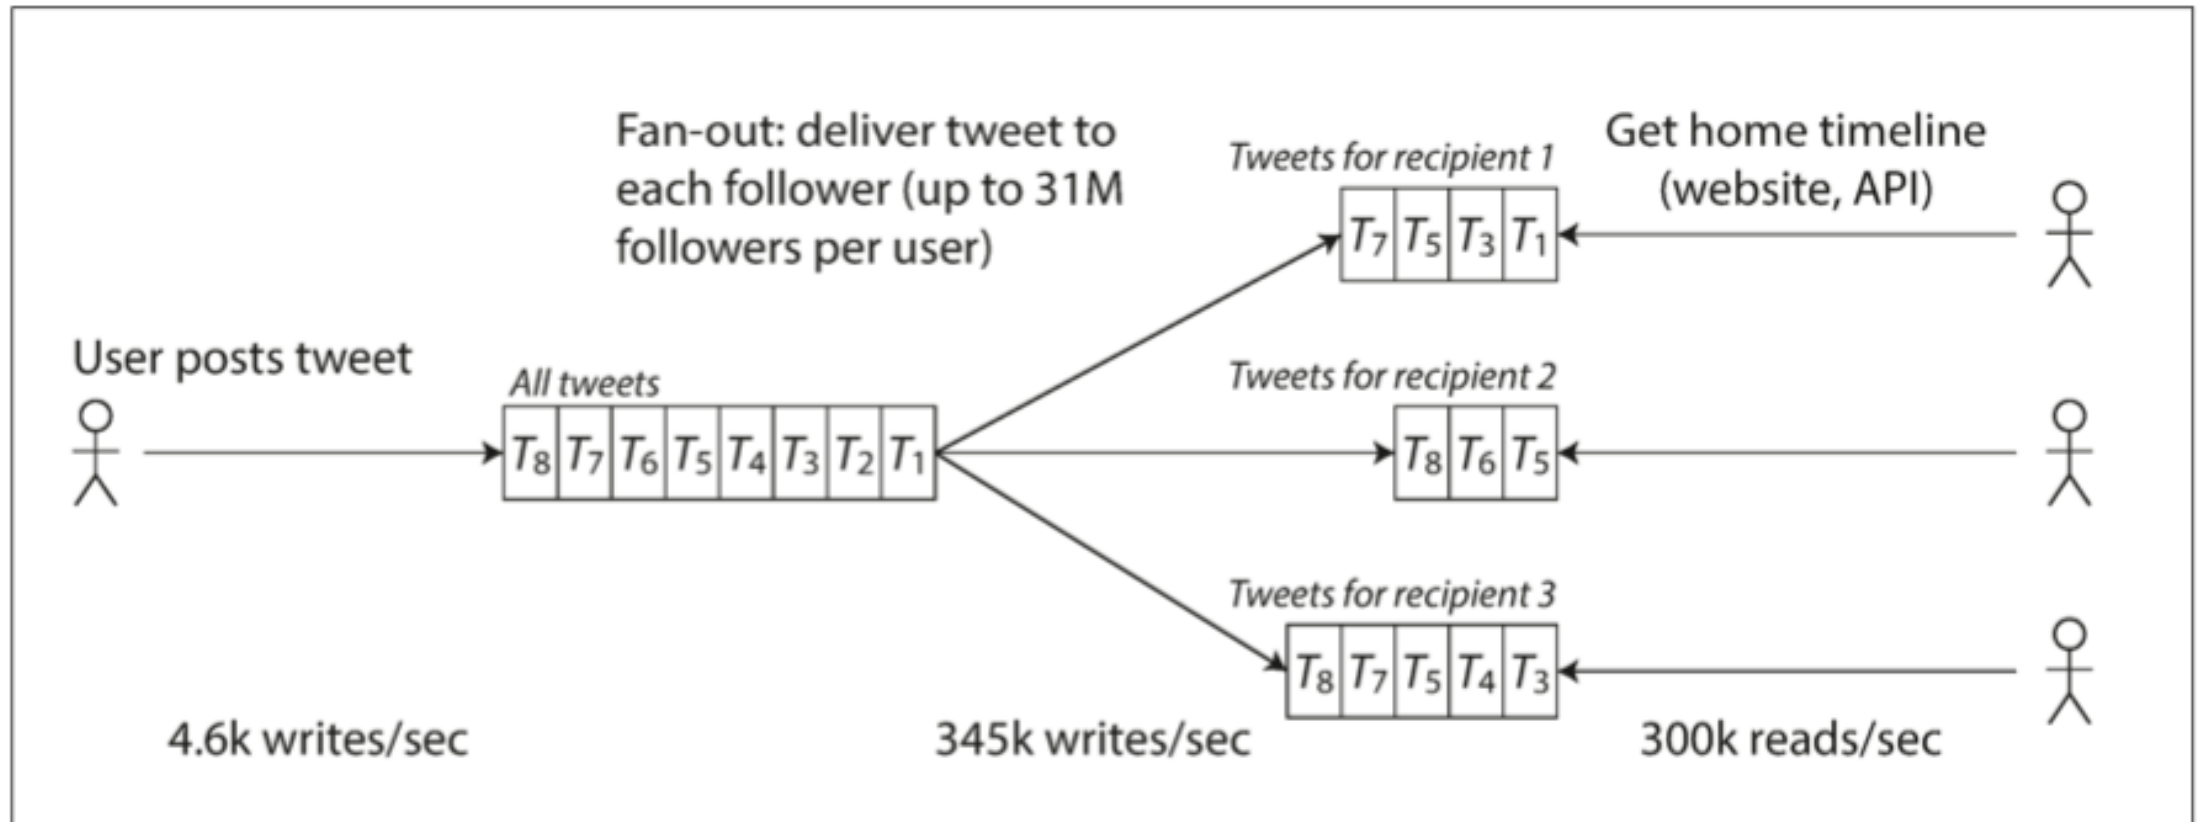 Fan-out: deliver tweet to
each follower (up to 31M
followers per user)
Tweets for recipient 1
Get home timeline
(website, API)
T7 T5 T3 T1
User posts tweet
All tweets
T8 T7 T6 T5 T4 T3 T2 T1
Tweets for recipient 2
T8 T6 T5
Tweets for recipient 3
T8 T7 T5 T4 T3
4.6k writes/sec
345k writes/sec
300k reads/sec